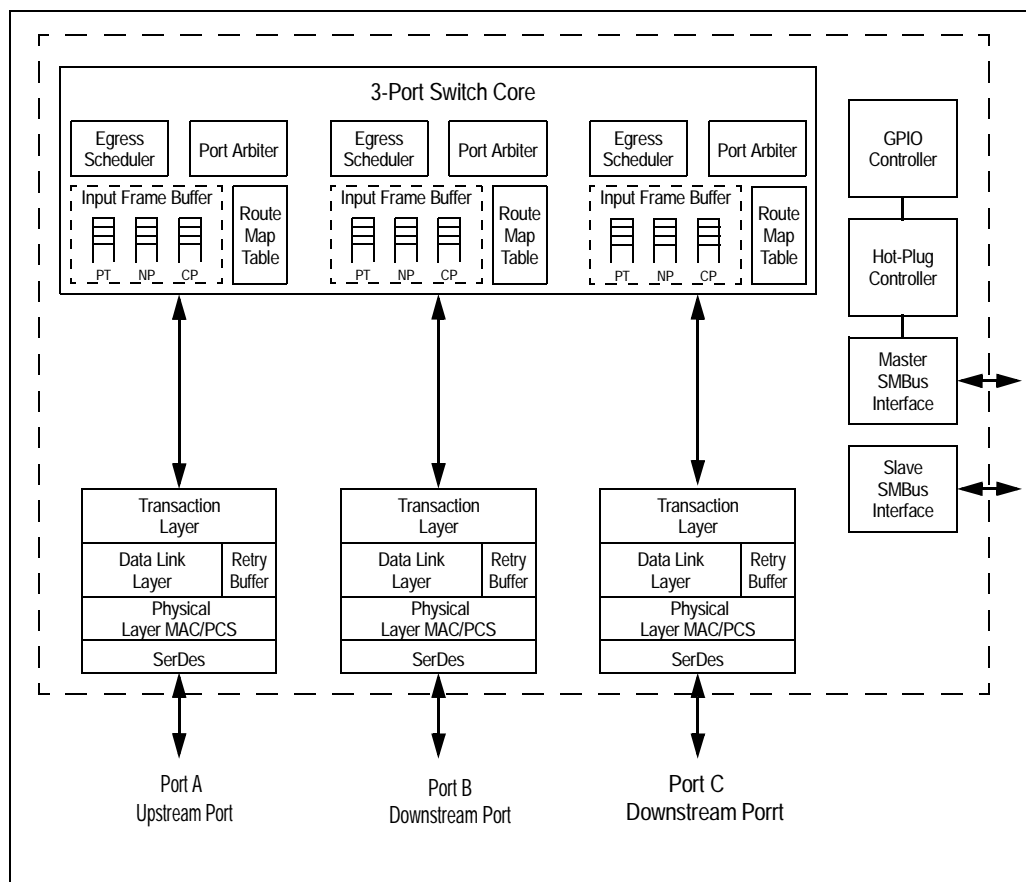 3-Port Switch Core
Egress
Scheduler
Port Arbiter
Input Frame Buffer
PT NP CP
Route
Map
Table
Egress
Scheduler
Port Arbiter
Input Frame Buffer
PT NP CP
Route
Map
Table
Egress
Scheduler
Port Arbiter
Input Frame Buffer
PT NP CP
Route
Map
Table
GPIO
Controller
Hot-Plug
Controller
Master
SMBus
Interface
Slave
SMBus
Interface
Transaction
Layer
Data Link
Layer
Retry
Buffer
Physical
Layer MAC/PCS
SerDes
Transaction
Layer
Data Link
Layer
Retry
Buffer
Physical
Layer MAC/PCS
SerDes
Transaction
Layer
Data Link
Layer
Retry
Buffer
Physical
Layer MAC/PCS
SerDes
Port A
Upstream Port
Port B
Downstream Port
Port C
Downstream Porrt